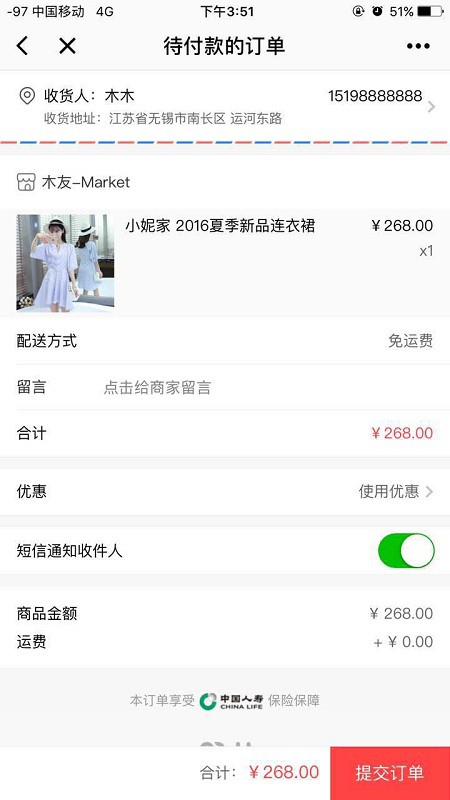 -97 中国移动 4G 下午3:51 51%
待付款的订单
收货人：木木 15198888888
收货地址：江苏省无锡市南长区 运河东路
木友-Market
小妮家 2016夏季新品连衣裙 ¥268.00
x1
配送方式 免运费
留言 点击给商家留言
合计 ¥268.00
优惠 使用优惠
短信通知收件人
商品金额 ¥ 268.00
运费 + ¥ 0.00
本订单享受 中国人寿 CHINA LIFE 保险保障
合计：¥268.00 提交订单